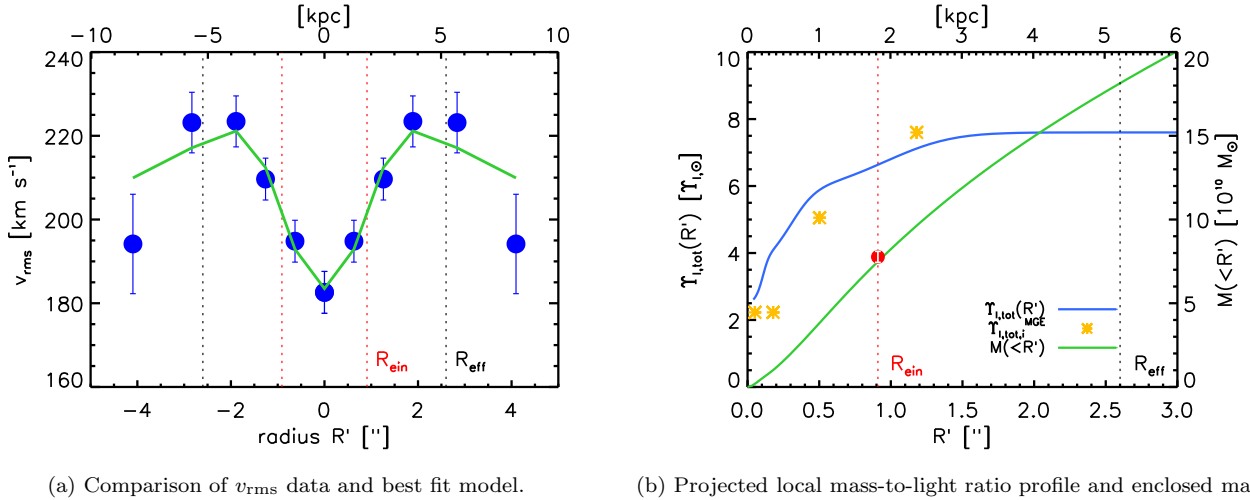 [kpc]
−10 −5 0 5 10
240
220
200
180
160
v_rms [km s⁻¹]
R_ein
R_eff
−4 −2 0 2 4
radius R' ["]
(a) Comparison of v_rms data and best fit model.
[kpc]
0 1 2 3 4 5 6
10
8
6
4
2
0
ϒ_I,tot(R') [ϒ_I,⊙]
20
15
10
5
0
M(<R') [10¹⁰ M⊙]
ϒ_I,tot(R')
ϒ_I,tot,i^MGE
M(<R')
R_ein
R_eff
0.0 0.5 1.0 1.5 2.0 2.5 3.0
R' ["]
(b) Projected local mass-to-light ratio profile and enclosed ma